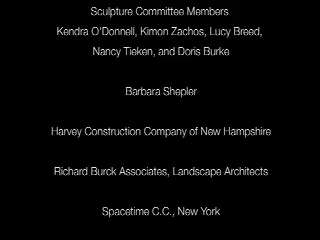 Sculpture Committee Members
Kendra O'Donnell, Kimon Zachos, Lucy Breed,
Nancy Tieken, and Doris Burke
Barbara Shepler
Harvey Construction Company of New Hampshire
Richard Burck Associates, Landscape Architects
Spacetime C.C., New York